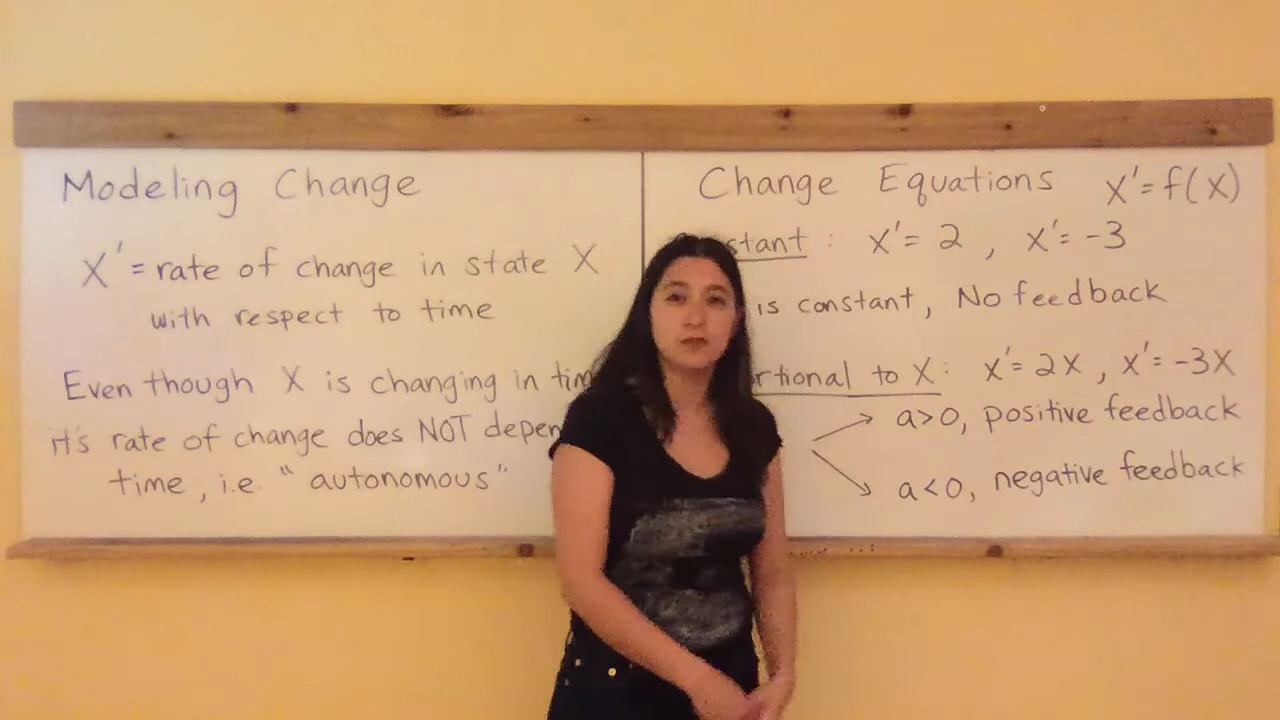 Modeling Change
X' = rate of change in state X
with respect to time
Even though X is changing in tim
it's rate of change does NOT depen
time, i.e. "autonomous"
Change Equations X' = f(X)
stant : X' = 2 , X' = -3
is constant, No feedback
rtional to X : X' = 2X , X' = -3X
a>0, positive feedback
a<0, negative feedback